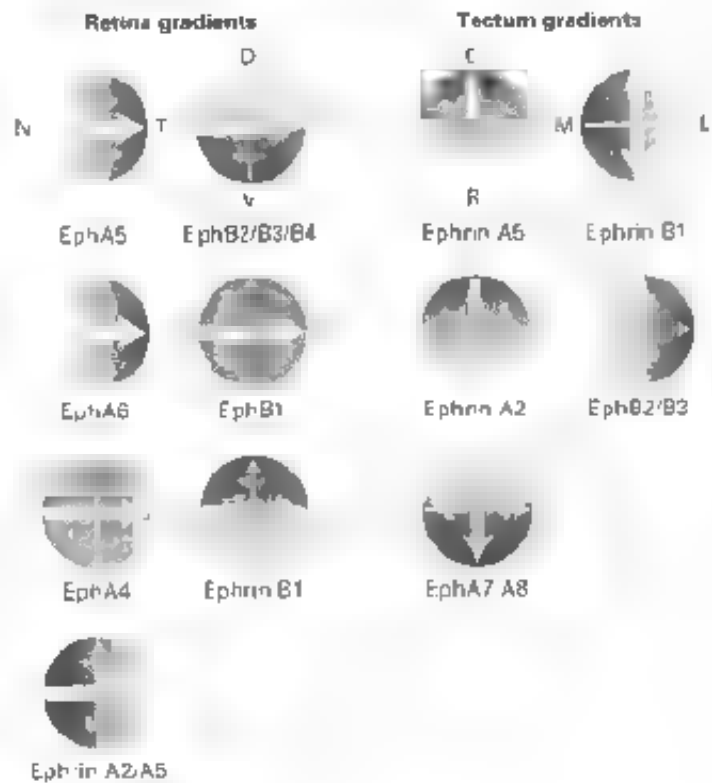 Retina gradients Tectum gradients
D C
N T M L
V R
EphA5 EphB2/B3/B4 Ephrin A5 Ephrin B1
EphA6 EphB1 Ephrin A2 EphB2/B3
EphA4 Ephrin B1 EphA7 A8
Ephrin A2/A5